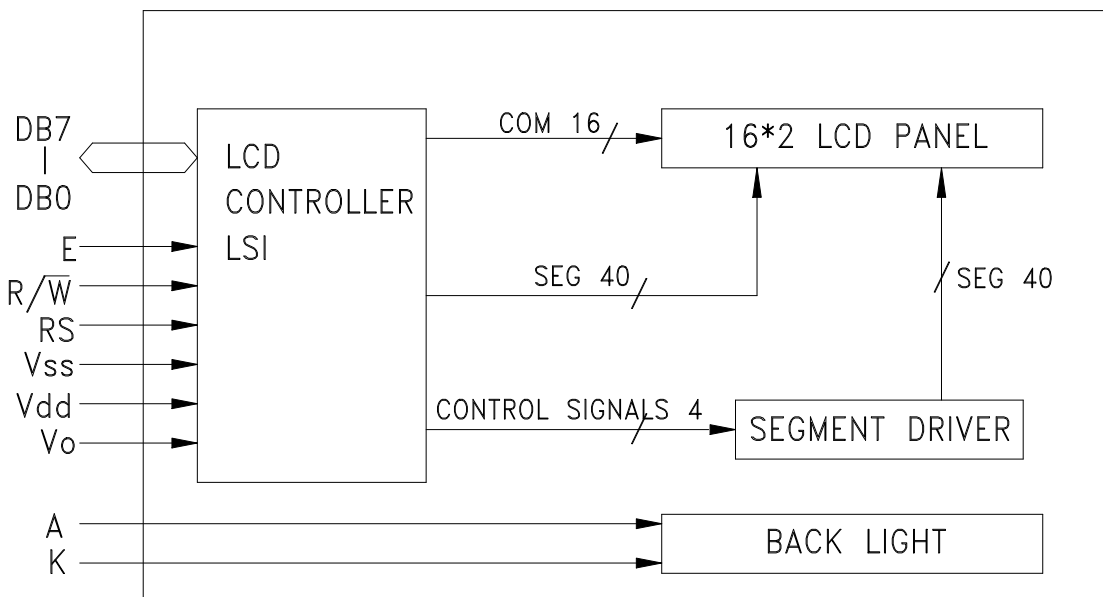 DB7
DB0
E
R/W̅
RS
Vss
Vdd
Vo
A
K
LCD
CONTROLLER
LSI
COM 16
SEG 40
CONTROL SIGNALS 4
16*2 LCD PANEL
SEG 40
SEGMENT DRIVER
BACK LIGHT